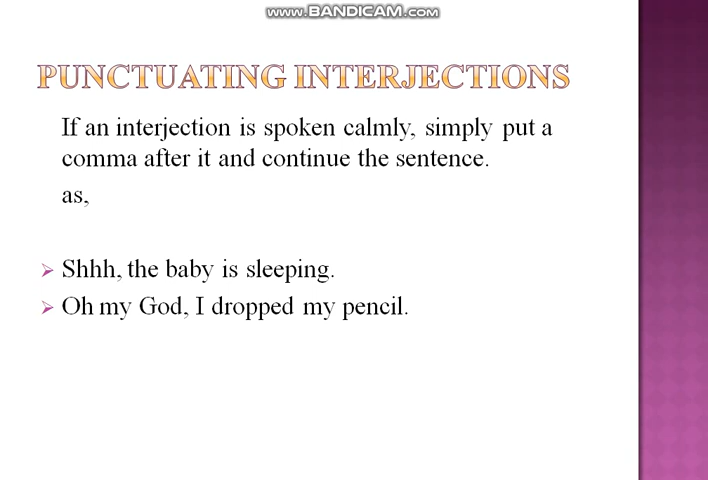 www.BANDICAM.com
PUNCTUATING INTERJECTIONS
If an interjection is spoken calmly, simply put a
comma after it and continue the sentence.
as,
Shhh, the baby is sleeping.
Oh my God, I dropped my pencil.